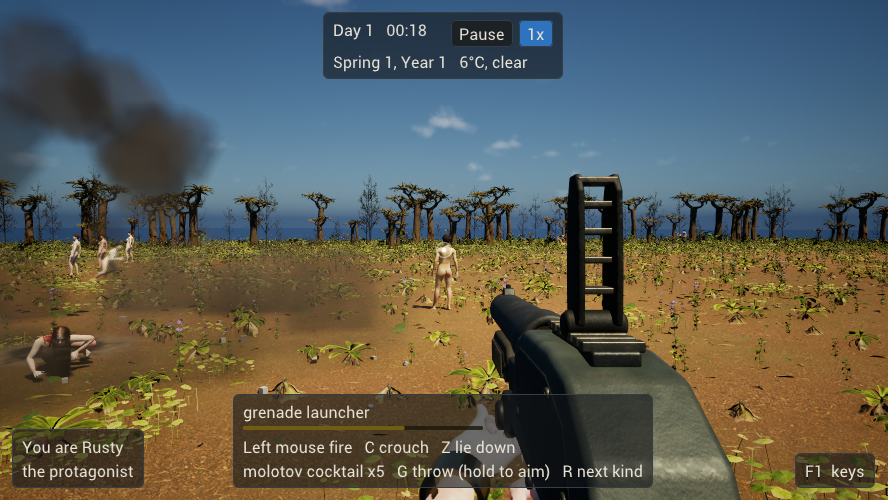 Day 1 00:18 Pause 1x
Spring 1, Year 1 6°C, clear
grenade launcher
Left mouse fire C crouch Z lie down
molotov cocktail x5 G throw (hold to aim) R next kind
You are Rusty
the protagonist
F1 keys